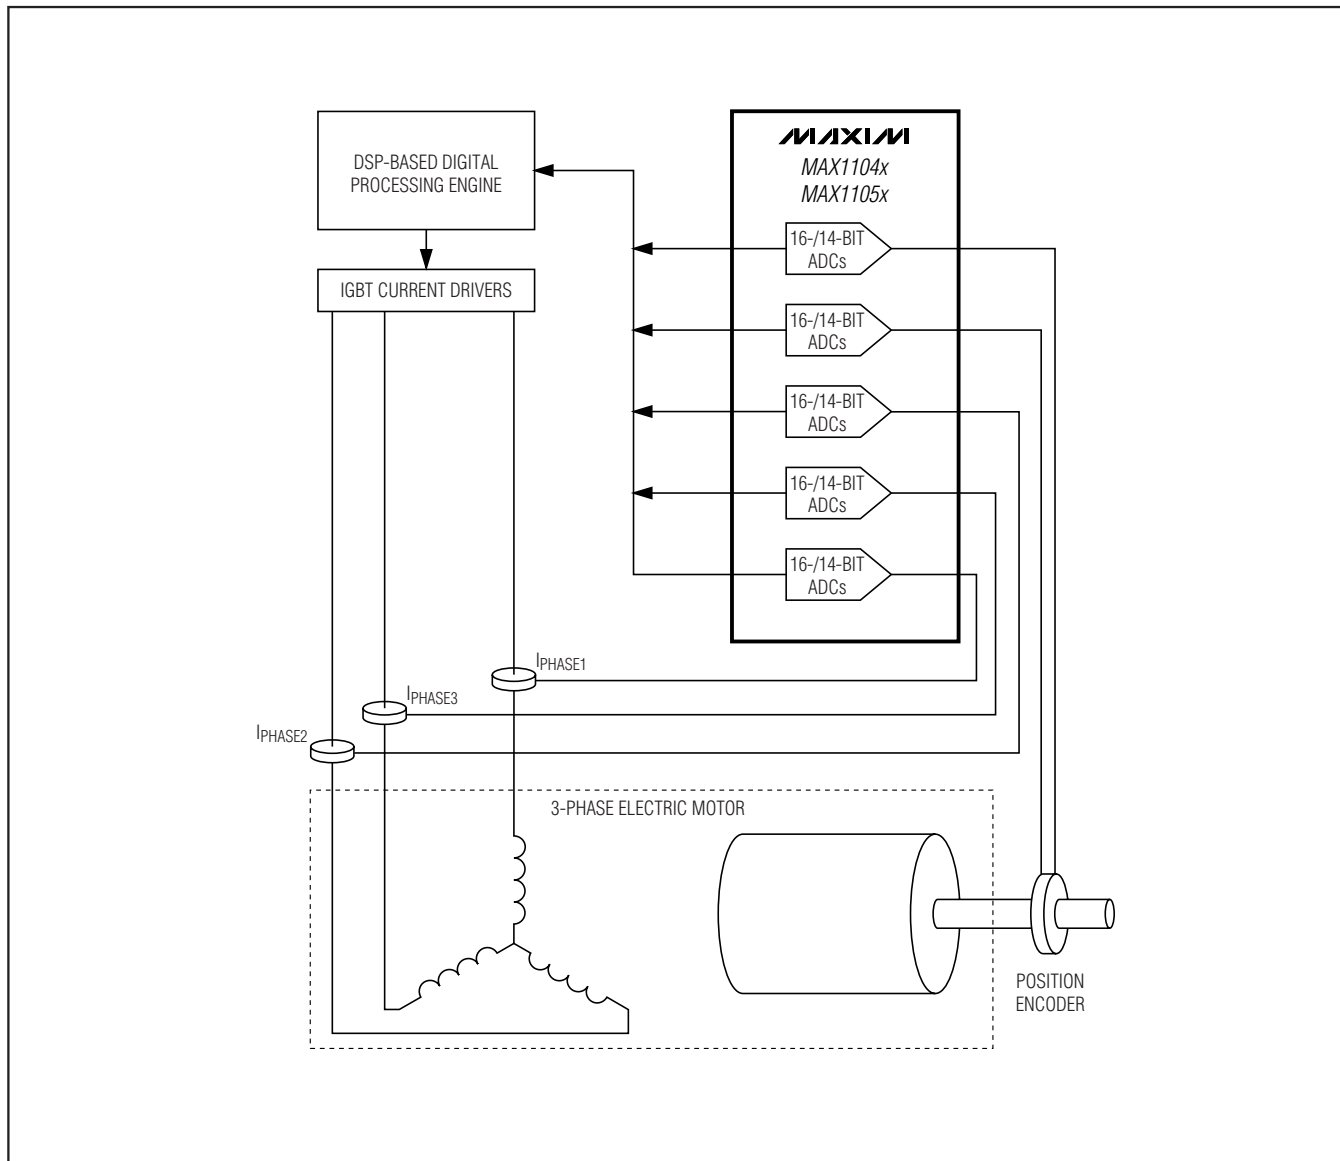 DSP-BASED DIGITAL
PROCESSING ENGINE
IGBT CURRENT DRIVERS
MAXIM
MAX1104x
MAX1105x
16-/14-BIT
ADCs
16-/14-BIT
ADCs
16-/14-BIT
ADCs
16-/14-BIT
ADCs
16-/14-BIT
ADCs
IPHASE1
IPHASE3
IPHASE2
3-PHASE ELECTRIC MOTOR
POSITION
ENCODER